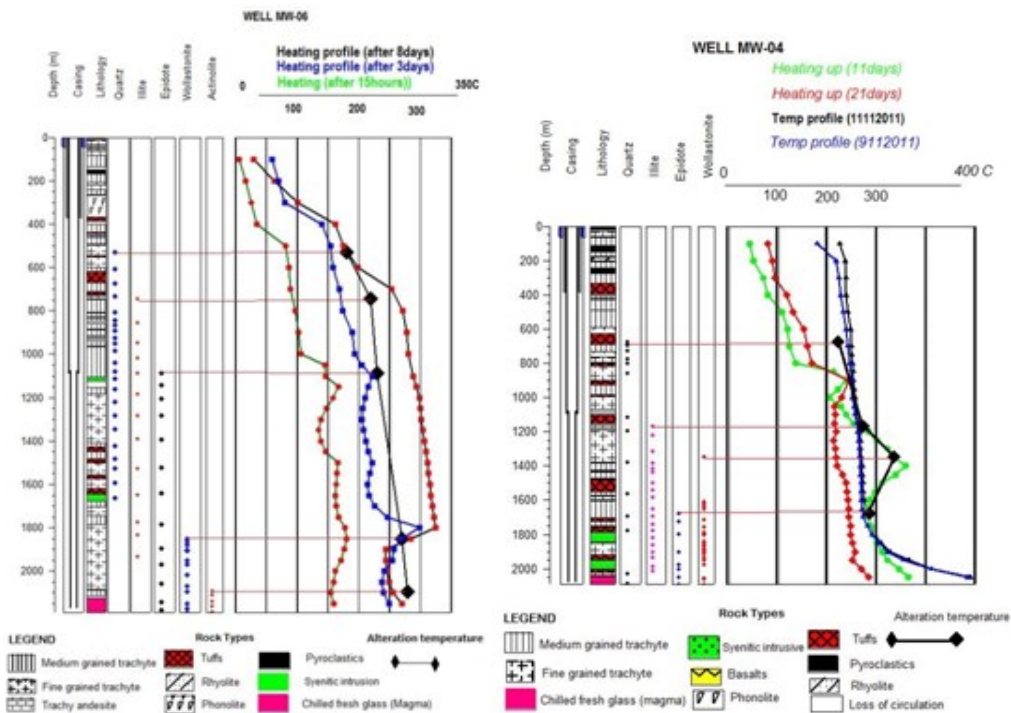 WELL MW-06
Heating profile (after 8days)
Heating profile (after 3days)
Heating (after 15hours))
0 350C
100 200 300
Depth (m)
Casing
Lithology
Quartz
Illite
Epidote
Wollastonite
Actinolite
0
200
400
600
800
1000
1200
1400
1600
1800
2000
LEGEND
Rock Types
Alteration temperature
Medium grained trachyte
Tuffs
Pyroclastics
Fine grained trachyte
Rhyolite
Syenitic intrusion
Trachy andesite
Phonolite
Chilled fresh glass (Magma)
WELL MW-04
Heating up (11days)
Heating up (21days)
Temp profile (11112011)
Temp profile (9112011)
0 400 C
100 200 300
Depth (m)
Casing
Lithology
Quartz
Illite
Epidote
Wollastonite
0
200
400
600
800
1000
1200
1400
1600
1800
2000
LEGEND
Rock Types
Alteration temperature
Medium grained trachyte
Syenitic intrusive
Tuffs
Fine grained trachyte
Basalts
Pyroclastics
Chilled fresh glass (magma)
Phonolite
Rhyolite
Loss of circulation